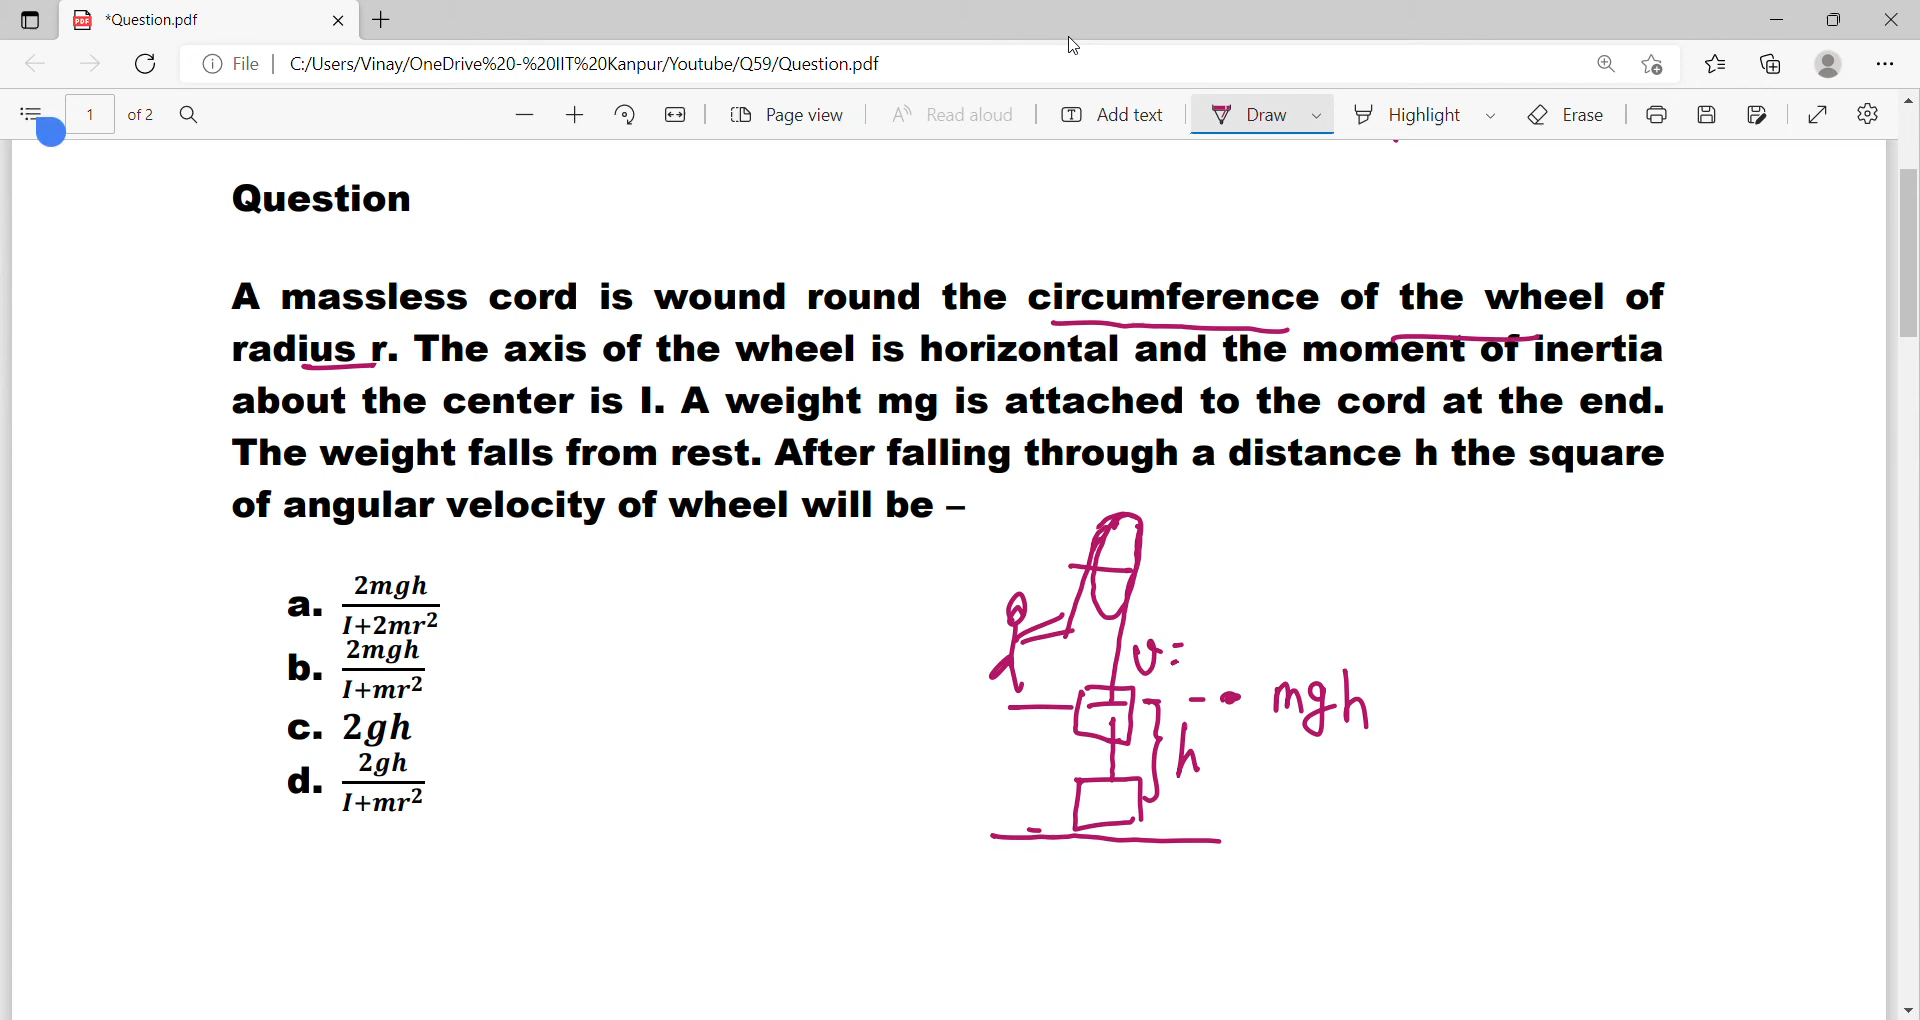 *Question.pdf
File | C:/Users/Vinay/OneDrive%20-%20IIT%20Kanpur/Youtube/Q59/Question.pdf
1 of 2 Page view Read aloud Add text Draw Highlight Erase
Question
A massless cord is wound round the circumference of the wheel of
radius r. The axis of the wheel is horizontal and the moment of inertia
about the center is I. A weight mg is attached to the cord at the end.
The weight falls from rest. After falling through a distance h the square
of angular velocity of wheel will be –
a. 2mgh
I+2mr²
b. 2mgh
I+mr²
c. 2gh
d. 2gh
I+mr²
v =
mgh
h